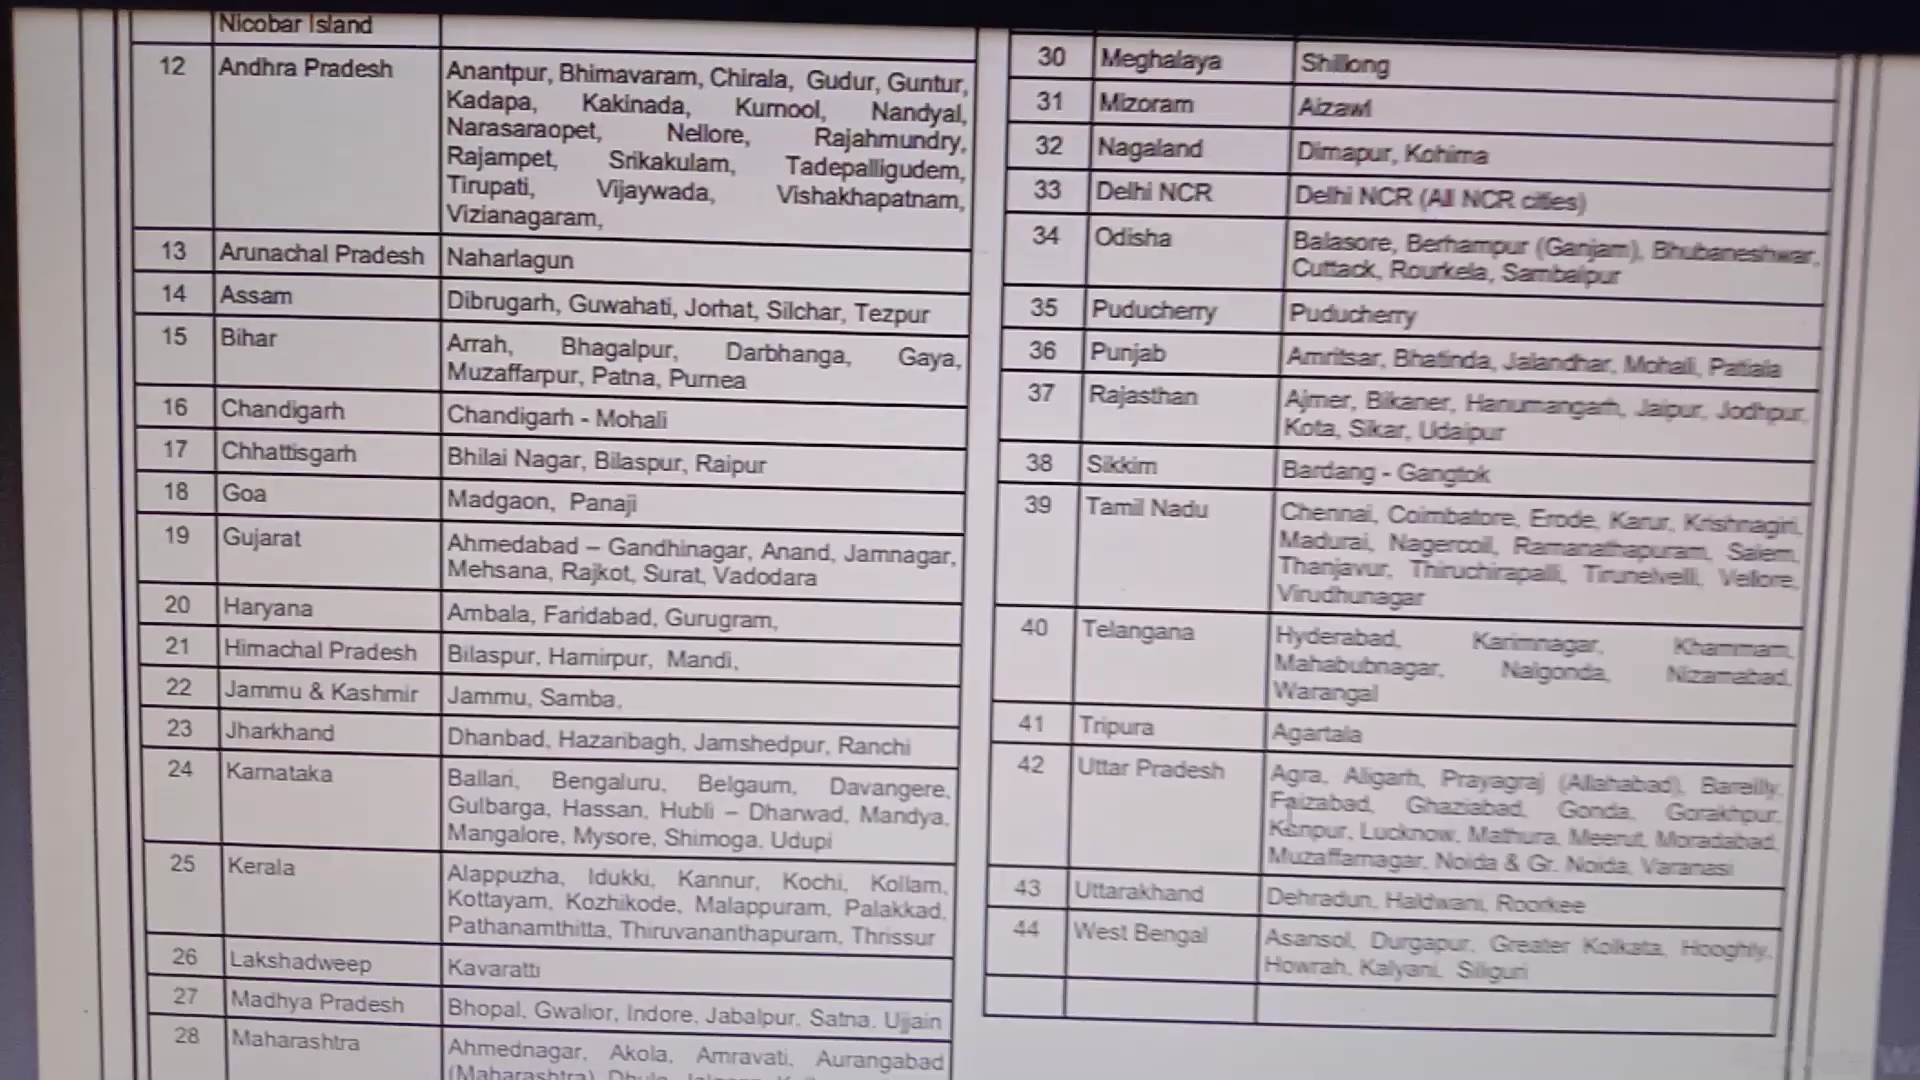 Nicobar Island
12 Andhra Pradesh Anantpur, Bhimavaram, Chirala, Gudur, Guntur,
Kadapa, Kakinada, Kurnool, Nandyal,
Narasaraopet, Nellore, Rajahmundry,
Rajampet, Srikakulam, Tadepalligudem,
Tirupati, Vijaywada, Vishakhapatnam,
Vizianagaram,
13 Arunachal Pradesh Naharlagun
14 Assam Dibrugarh, Guwahati, Jorhat, Silchar, Tezpur
15 Bihar Arrah, Bhagalpur, Darbhanga, Gaya,
Muzaffarpur, Patna, Purnea
16 Chandigarh Chandigarh - Mohali
17 Chhattisgarh Bhilai Nagar, Bilaspur, Raipur
18 Goa Madgaon, Panaji
19 Gujarat Ahmedabad – Gandhinagar, Anand, Jamnagar,
Mehsana, Rajkot, Surat, Vadodara
20 Haryana Ambala, Faridabad, Gurugram,
21 Himachal Pradesh Bilaspur, Hamirpur, Mandi,
22 Jammu & Kashmir Jammu, Samba,
23 Jharkhand Dhanbad, Hazaribagh, Jamshedpur, Ranchi
24 Karnataka Ballari, Bengaluru, Belgaum, Davangere,
Gulbarga, Hassan, Hubli – Dharwad, Mandya,
Mangalore, Mysore, Shimoga, Udupi
25 Kerala Alappuzha, Idukki, Kannur, Kochi, Kollam,
Kottayam, Kozhikode, Malappuram, Palakkad,
Pathanamthitta, Thiruvananthapuram, Thrissur
26 Lakshadweep Kavaratti
27 Madhya Pradesh Bhopal, Gwalior, Indore, Jabalpur, Satna, Ujjain
28 Maharashtra Ahmednagar, Akola, Amravati, Aurangabad
(Maharashtra)
30 Meghalaya Shillong
31 Mizoram Aizawl
32 Nagaland Dimapur, Kohima
33 Delhi NCR Delhi NCR (All NCR cities)
34 Odisha Balasore, Berhampur (Ganjam), Bhubaneshwar,
Cuttack, Rourkela, Sambalpur
35 Puducherry Puducherry
36 Punjab Amritsar, Bhatinda, Jalandhar, Mohali, Patiala
37 Rajasthan Ajmer, Bikaner, Hanumangarh, Jaipur, Jodhpur,
Kota, Sikar, Udaipur
38 Sikkim Bardang - Gangtok
39 Tamil Nadu Chennai, Coimbatore, Erode, Karur, Krishnagiri,
Madurai, Nagercoil, Ramanathapuram, Salem,
Thanjavur, Thiruchirapalli, Tirunelvelli, Vellore,
Virudhunagar
40 Telangana Hyderabad, Karimnagar, Khammam,
Mahabubnagar, Nalgonda, Nizamabad,
Warangal
41 Tripura Agartala
42 Uttar Pradesh Agra, Aligarh, Prayagraj (Allahabad), Bareilly,
Faizabad, Ghaziabad, Gonda, Gorakhpur,
Kanpur, Lucknow, Mathura, Meerut, Moradabad,
Muzaffarnagar, Noida & Gr. Noida, Varanasi
43 Uttarakhand Dehradun, Haldwani, Roorkee
44 West Bengal Asansol, Durgapur, Greater Kolkata, Hooghly,
Howrah, Kalyani, Siliguri